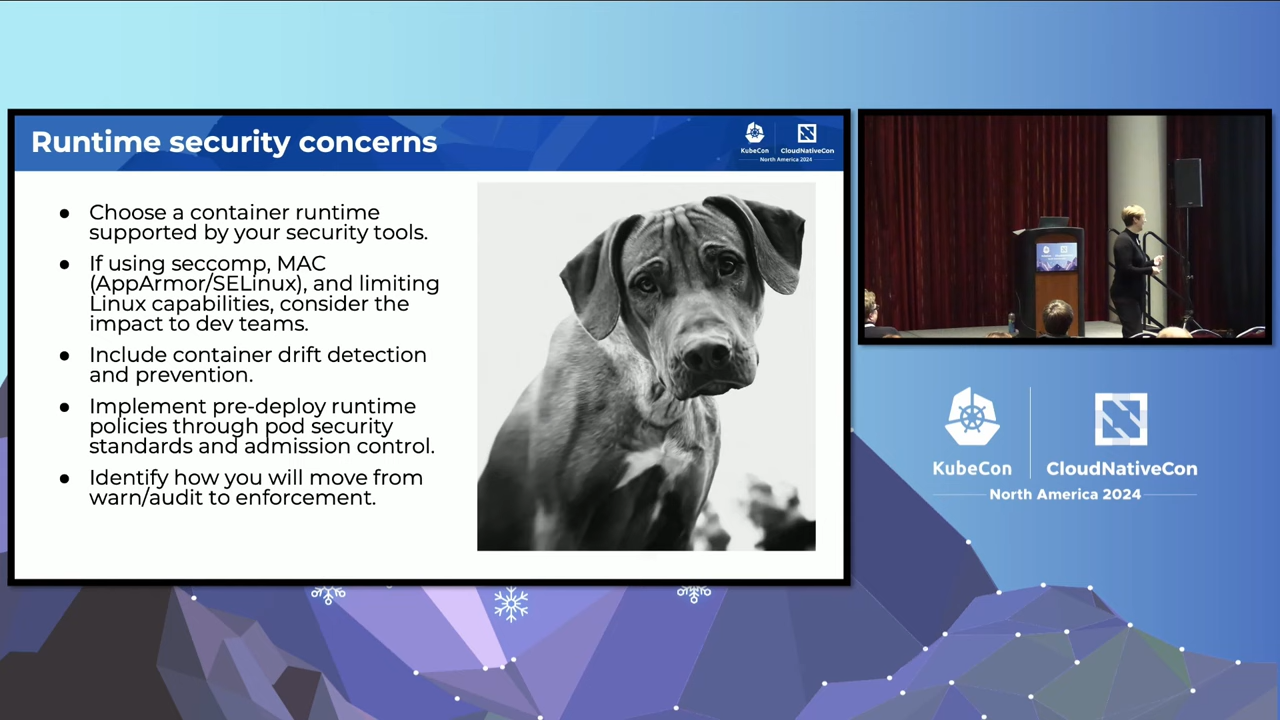 Runtime security concerns
KubeCon
CloudNativeCon
North America 2024
● Choose a container runtime
supported by your security tools.
● If using seccomp, MAC
(AppArmor/SELinux), and limiting
Linux capabilities, consider the
impact to dev teams.
● Include container drift detection
and prevention.
● Implement pre-deploy runtime
policies through pod security
standards and admission control.
● Identify how you will move from
warn/audit to enforcement.
KubeCon
CloudNativeCon
North America 2024